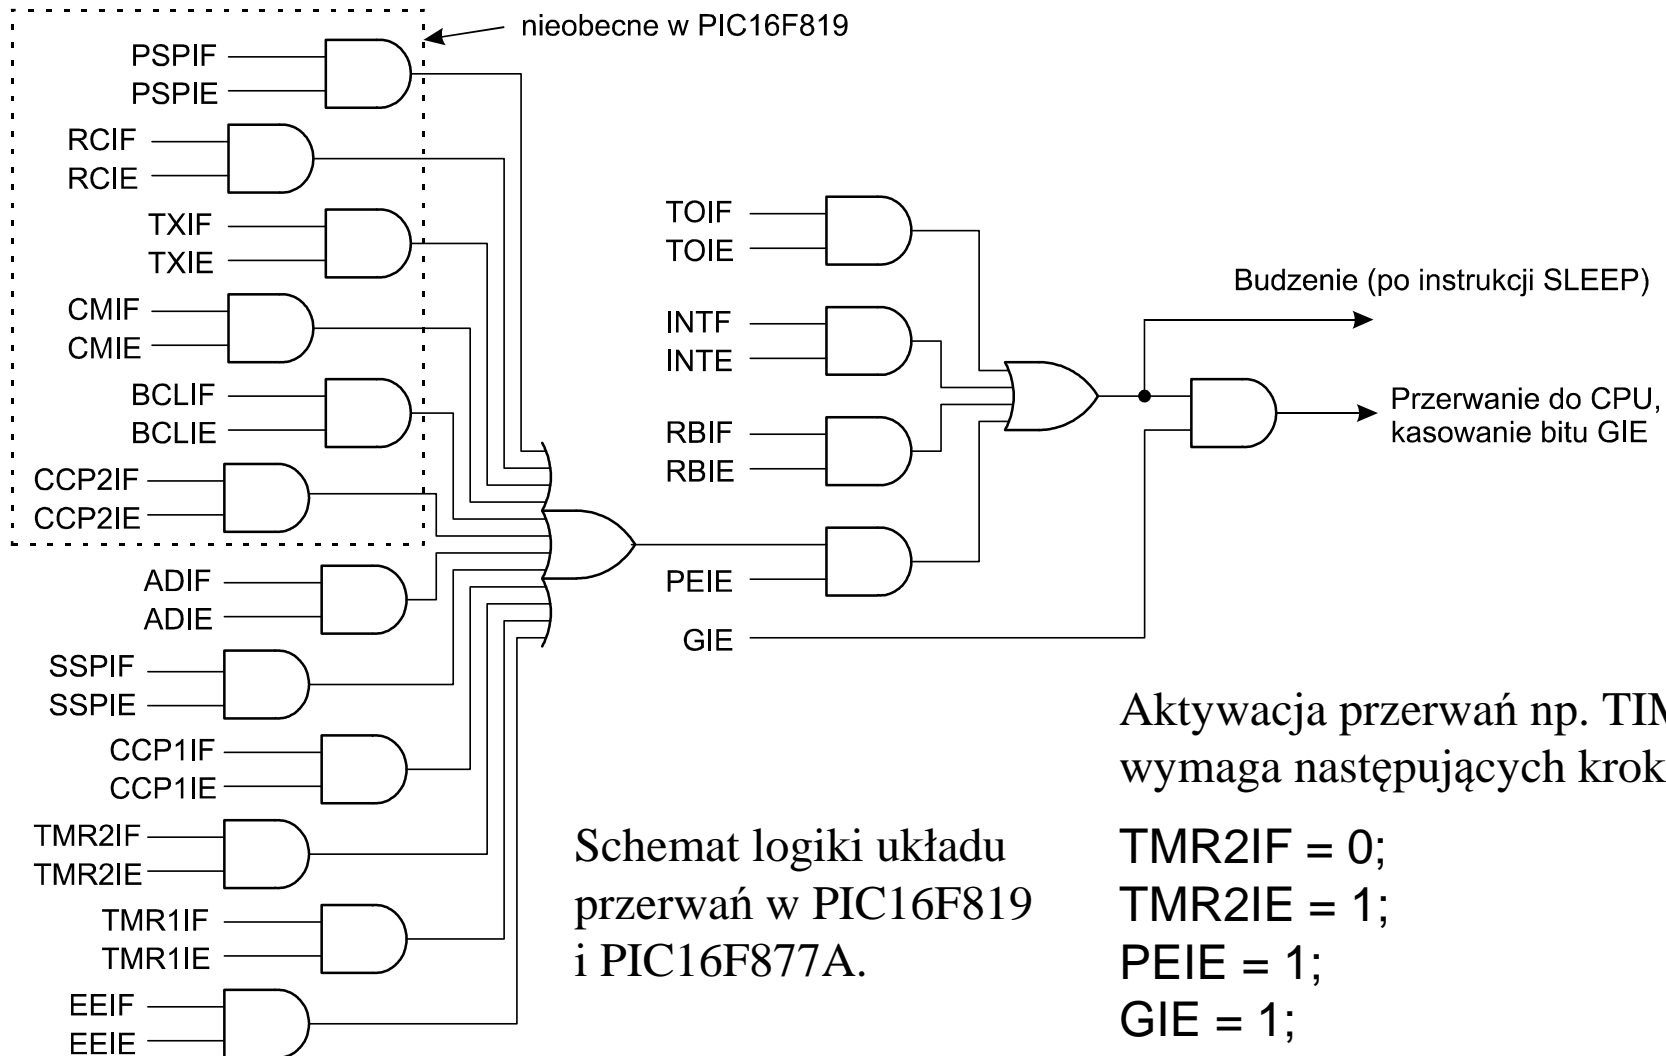 nieobecne w PIC16F819
PSPIF
PSPIE
RCIF
RCIE
TXIF
TXIE
CMIF
CMIE
BCLIF
BCLIE
CCP2IF
CCP2IE
ADIF
ADIE
SSPIF
SSPIE
CCP1IF
CCP1IE
TMR2IF
TMR2IE
TMR1IF
TMR1IE
EEIF
EEIE
TOIF
TOIE
INTF
INTE
RBIF
RBIE
PEIE
GIE
Budzenie (po instrukcji SLEEP)
Przerwanie do CPU,
kasowanie bitu GIE
Schemat logiki układu
przerwań w PIC16F819
i PIC16F877A.
Aktywacja przerwań np.
wymaga następujących
TMR2IF = 0;
TMR2IE = 1;
PEIE = 1;
GIE = 1;